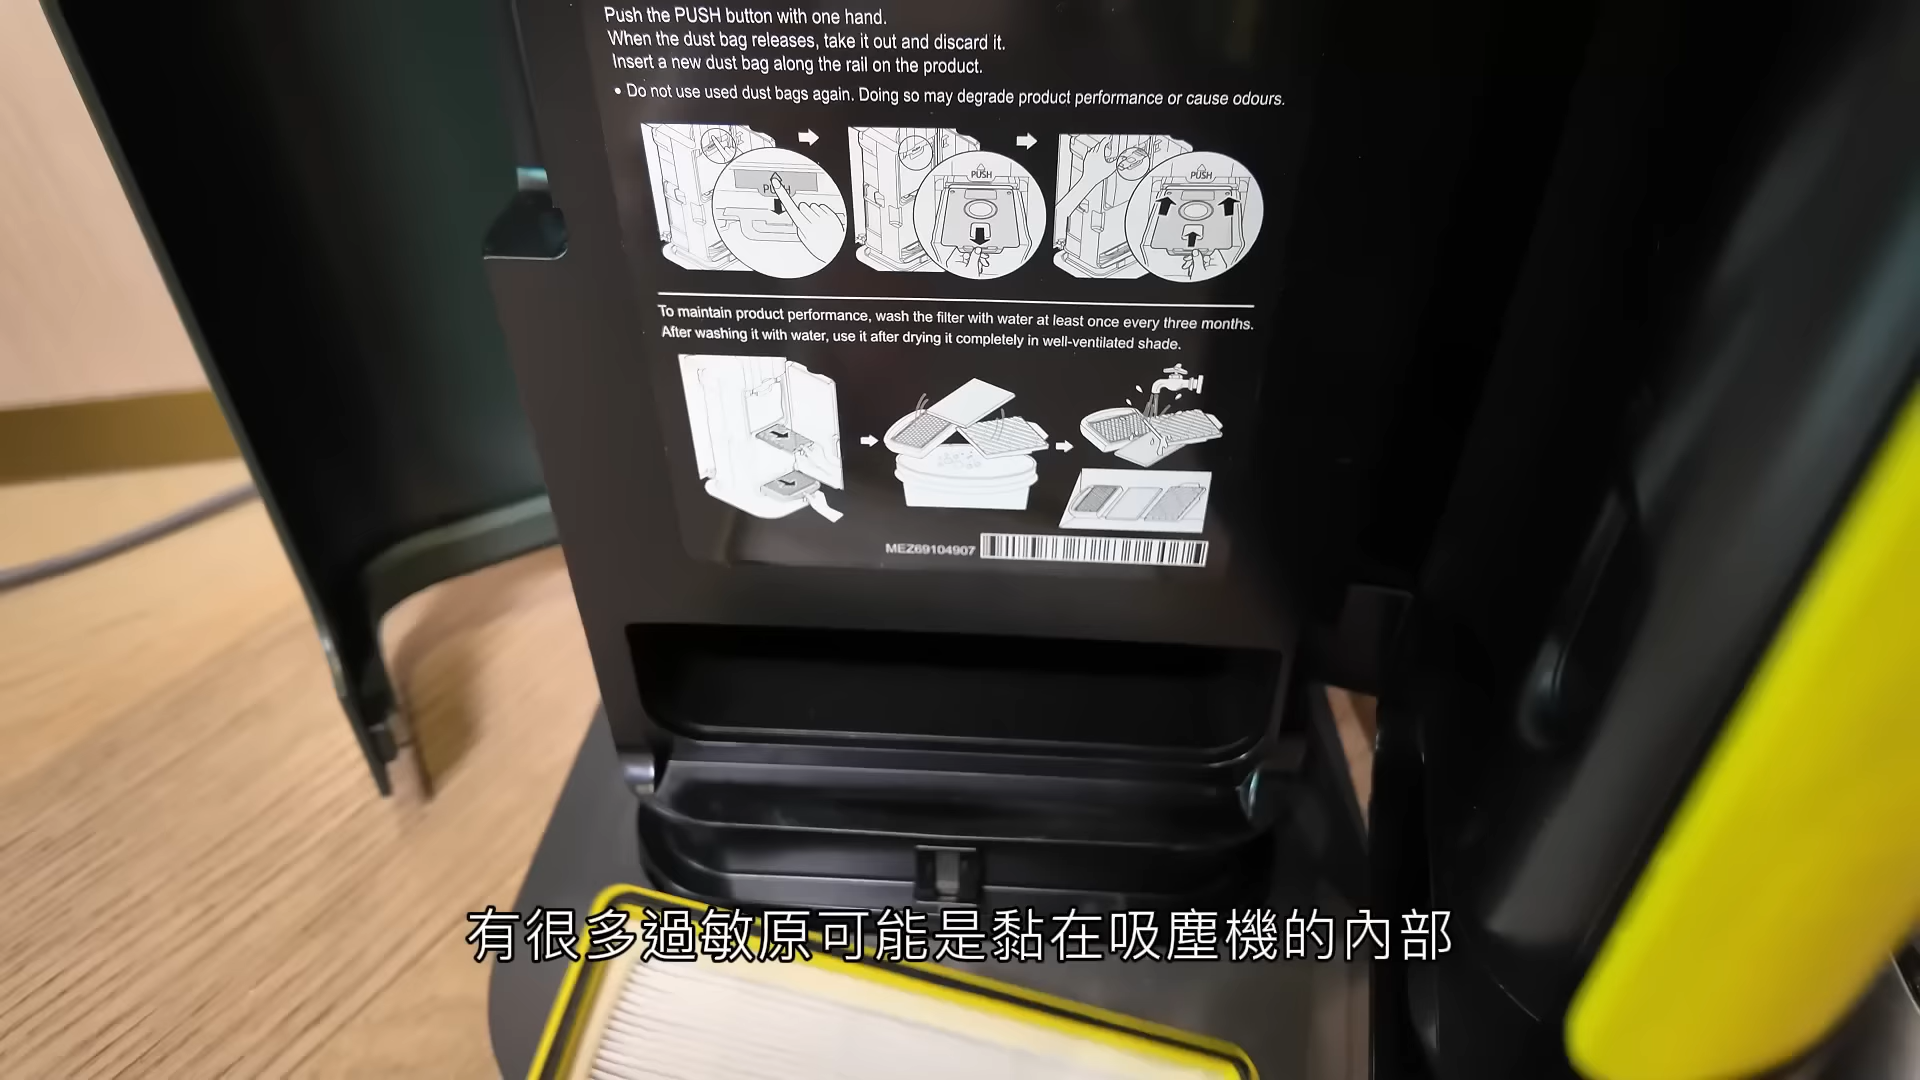 Push the PUSH button with one hand.
When the dust bag releases, take it out and discard it.
Insert a new dust bag along the rail on the product.
• Do not use used dust bags again. Doing so may degrade product performance or cause odours.
PUSH
PUSH
PUSH
To maintain product performance, wash the filter with water at least once every three months.
After washing it with water, use it after drying it completely in well-ventilated shade.
MEZ69104907
有很多過敏原可能是黏在吸塵機的內部